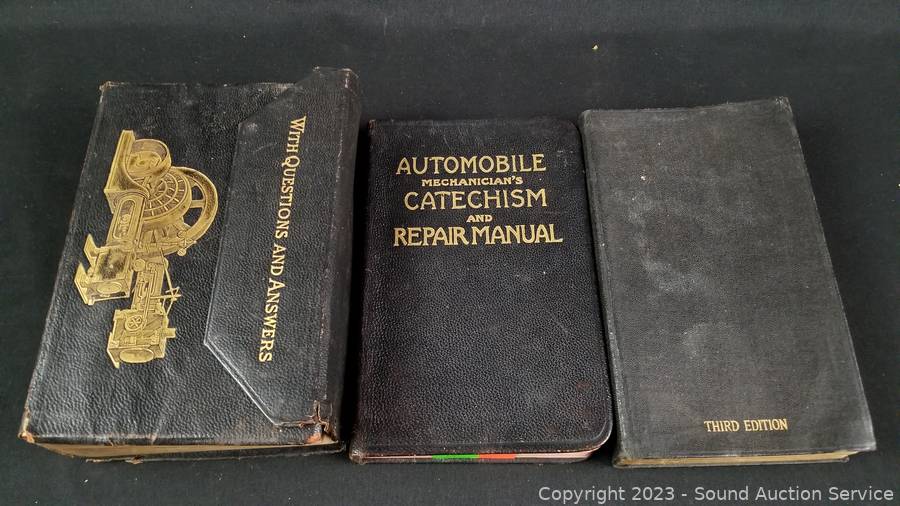 WITH QUESTIONS AND ANSWERS
AUTOMOBILE
MECHANICIAN'S
CATECHISM
AND
REPAIR MANUAL
THIRD EDITION
Copyright © 2023 - Sound Auction Service